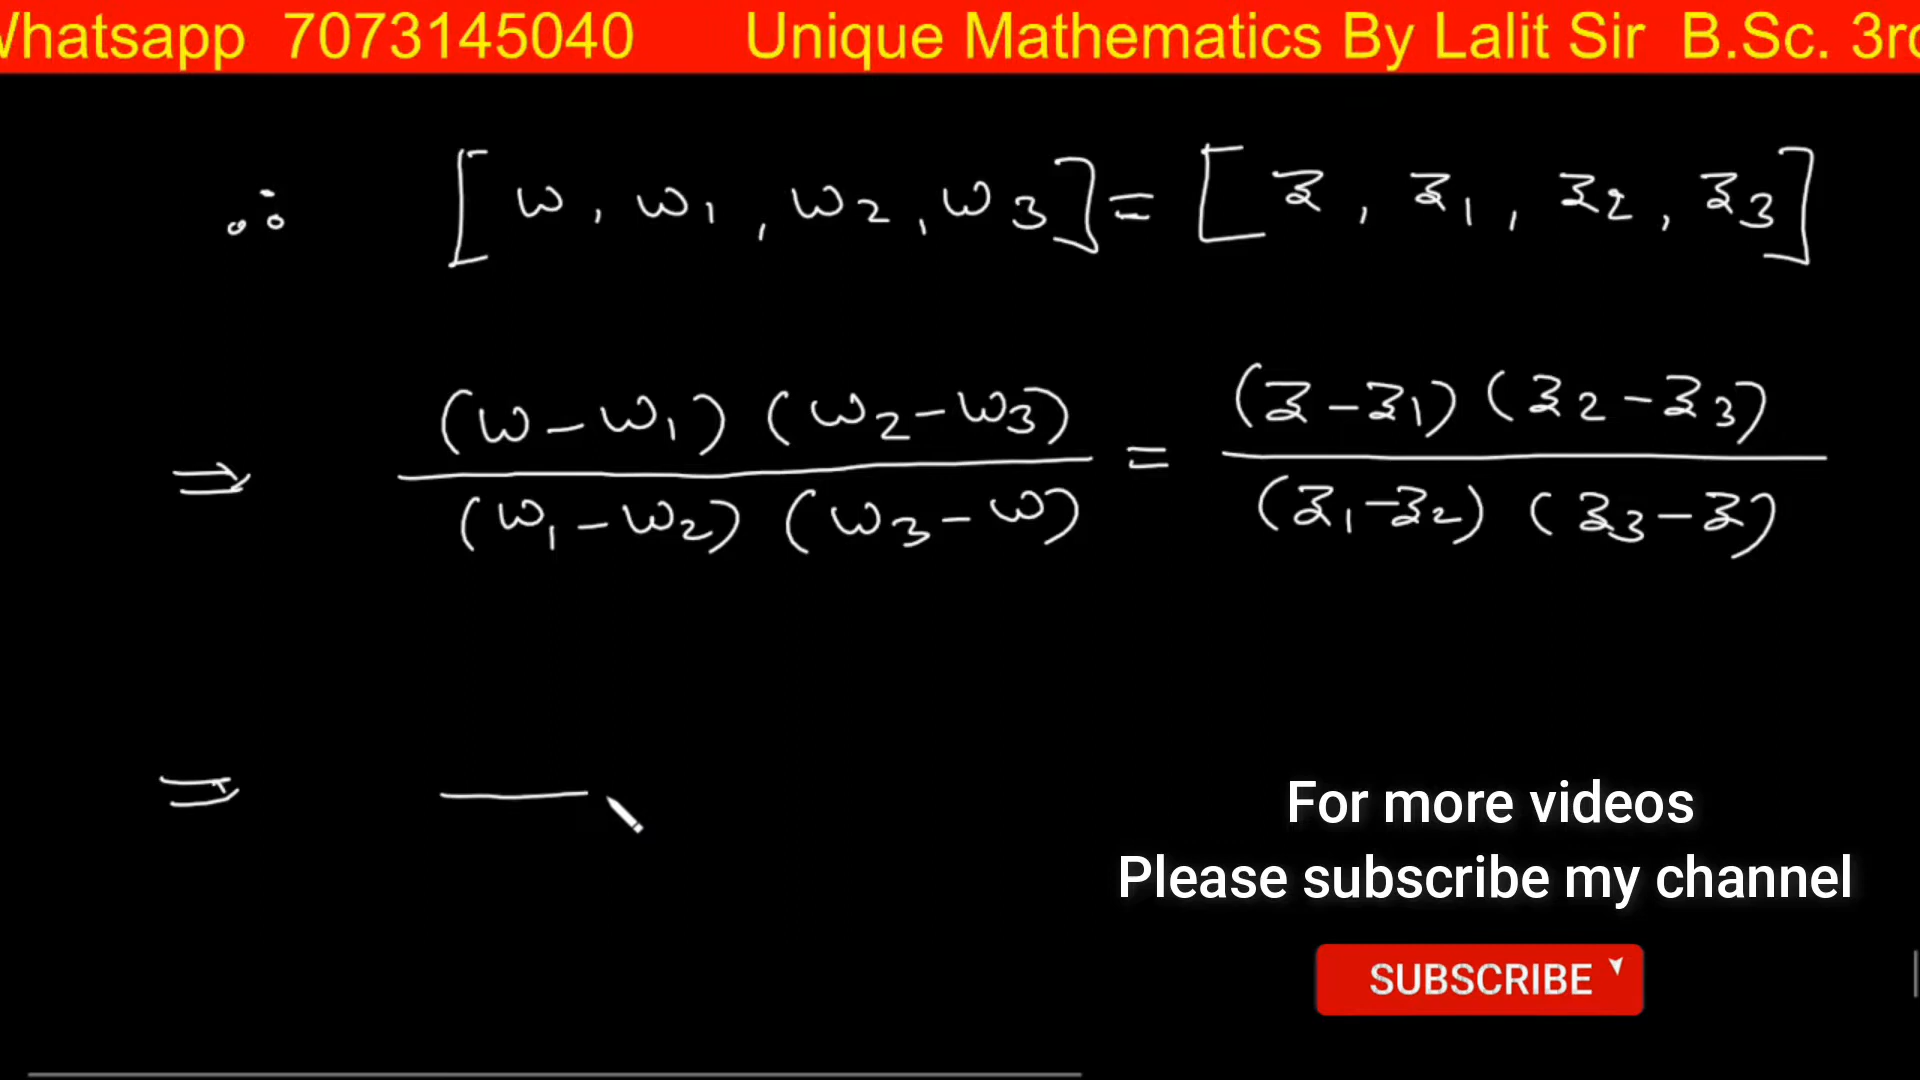 Whatsapp 7073145040 Unique Mathematics By Lalit Sir B.Sc. 3rd
∴ [w, w1, w2, w3] = [z, z1, z2, z3]
⇒ (w-w1)(w2-w3)/(w1-w2)(w3-w) = (z-z1)(z2-z3)/(z1-z2)(z3-z)
⇒ —
For more videos
Please subscribe my channel
SUBSCRIBE